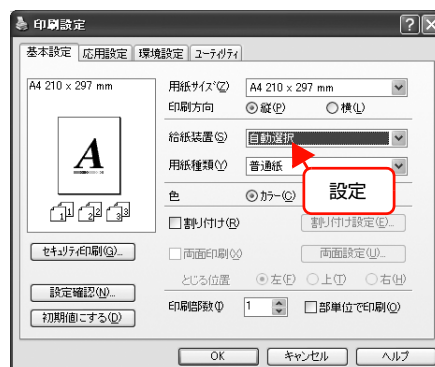 印刷設定
基本設定 応用設定 環境設定 ユーティリティ
A4 210 x 297 mm
用紙サイズ(Z) A4 210 x 297 mm
印刷方向 縦(P) 横(L)
給紙装置(S) 自動選択
用紙種類(Y) 普通紙
設定
色 カラー(C)
A
1 2 3
割り付け(R) 割り付け設定(E)...
セキュリティ印刷(G)...
両面印刷(X) 両面設定(U)...
とじる位置 左(F) 上(T) 右(H)
設定確認(N)...
印刷部数(I) 1 部単位で印刷(O)
初期値にする(D)
OK キャンセル ヘルプ